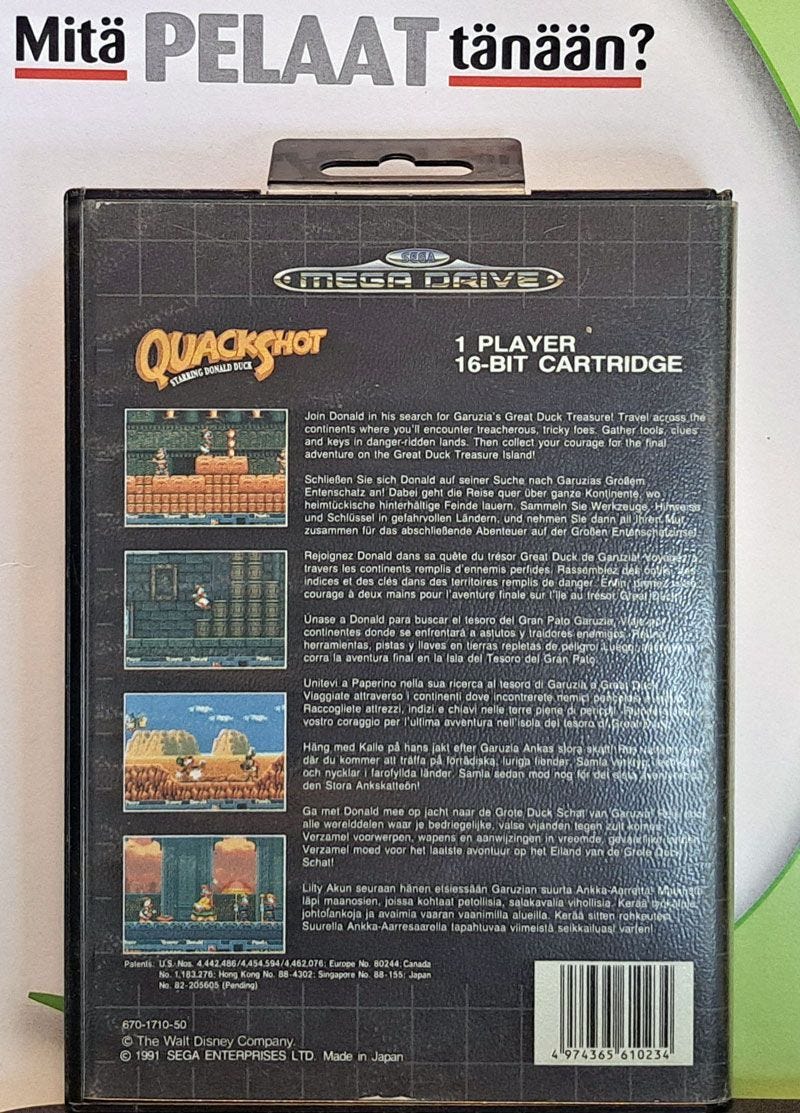 Mitä PELAAT tänään?
SEGA
MEGA DRIVE
QUACKSHOT
STARRING DONALD DUCK
1 PLAYER
16-BIT CARTRIDGE
Join Donald in his search for Garuzia's Great Duck Treasure! Travel across the
continents where you'll encounter treacherous, tricky foes. Gather tools, clues
and keys in danger-ridden lands. Then collect your courage for the final
adventure on the Great Duck Treasure Island!
Schließen Sie sich Donald auf seiner Suche nach Garuzias Großem
Entenschatz an! Dabei geht die Reise quer über ganze Kontinente, wo
heimtückische hinterhältige Feinde lauern. Sammeln Sie Werkzeuge, Hinweise
und Schlüssel in gefahrvollen Ländern, und nehmen Sie dann all Ihren Mut
zusammen für das abschließende Abenteuer auf der Großen Entenschatzinsel
Rejoignez Donald dans sa quête du trésor Great Duck de Garuzia! Voyagez à
travers les continents remplis d'ennemis perfides. Rassemblez des outils, des
indices et des clés dans des territoires remplis de danger. Enfin, prenez
courage à deux mains pour l'aventure finale sur l'île au trésor Great Duck
Únase a Donald para buscar el tesoro del Gran Pato Garuzia.
continentes donde se enfrentará a astutos y traidores enemigos.
herramientas, pistas y llaves en tierras repletas de peligro! Luego,
corra la aventura final en la Isla del Tesoro del Gran Pato.
Unitevi a Paperino nella sua ricerca al tesoro di Garuzia a Great Duck
Viaggiate attraverso i continenti dove incontrerete nemici
Raccogliete attrezzi, indizi e chiavi nelle terre piene di pericoli.
vostro coraggio per l'ultima avventura nell'isola del tesoro di Great
Häng med Kalle på hans jakt efter Garuzia Ankas stora skatt!
där du kommer att träffa på förrädiska, luriga fiender. Samla verktyg,
och nycklar i farofyllda länder. Samla sedan mod nog för det sista
den Stora Ankskatteön!
Ga met Donald mee op jacht naar de Grote Duck Schat van Garuzia!
alle werelddelen waar je bedriegelijke, valse vijanden tegen zult komen.
Verzamel voorwerpen, wapens en aanwijzingen in vreemde, gevaarlijke
Verzamel moed voor het laatste avontuur op het Eiland van de Grote Duck
Schat!
Liity Akun seuraan hänen etsiessään Garuzian suurta Ankka-Aarretta!
läpi maanosien, joissa kohtaat petollisia, salakavalia vihollisia. Kerää
johtolankoja ja avaimia vaaran vaanimilla alueilla. Kerää sitten rohkeutesi
Suurella Ankka-Aarresaarella tapahtuvaa viimeistä seikkailuasi varten!
Patents: U.S. Nos. 4,442,486/4,454,594/4,462,076; Europe No. 80244; Canada
No. 1,183,276; Hong Kong No. 88-4302; Singapore No. 88-155; Japan
No. 82-205605 (Pending)
670-1710-50
© The Walt Disney Company.
© 1991 SEGA ENTERPRISES LTD. Made in Japan
4 974365 610234